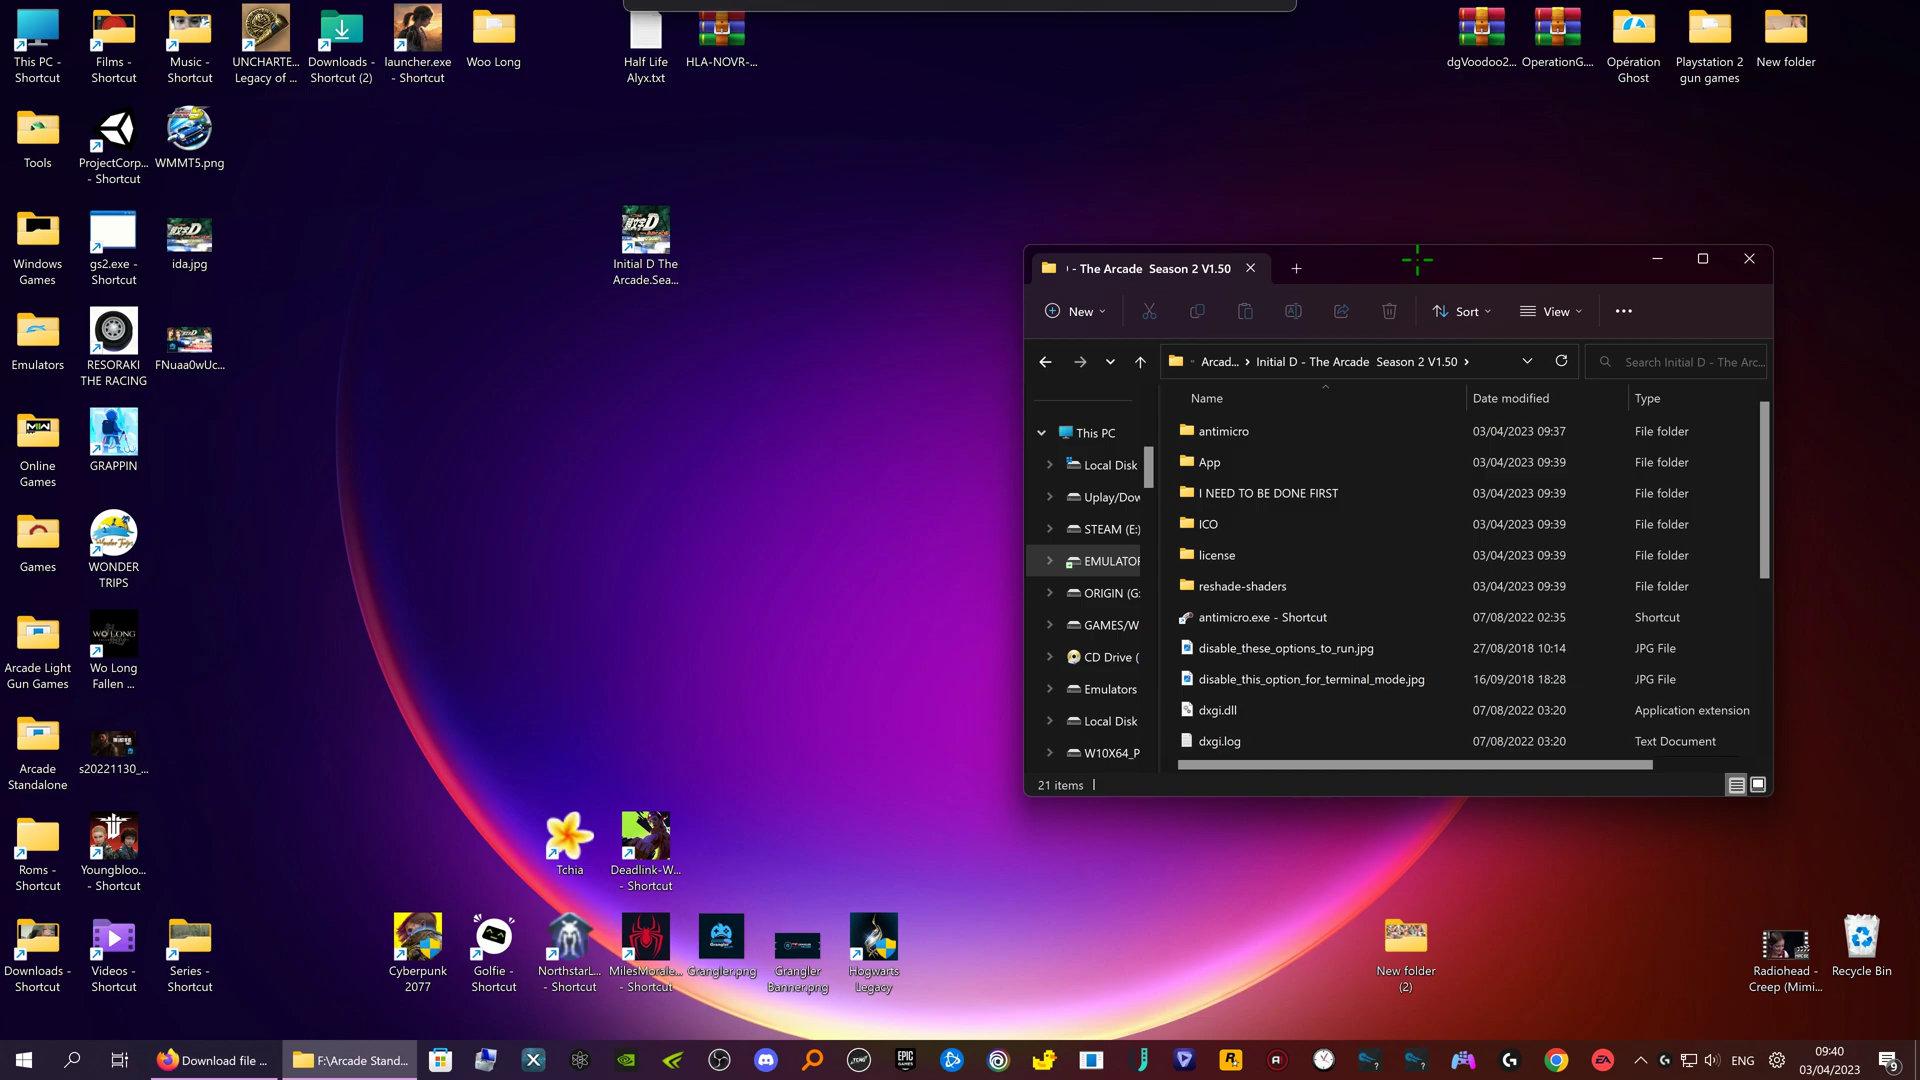 This PC -
Shortcut
Films -
Shortcut
Music -
Shortcut
UNCHARTE...
Legacy of ...
Downloads -
Shortcut (2)
launcher.exe
- Shortcut
Woo Long
Half Life
Alyx.txt
HLA-NOVR-...
dgVoodoo2...
OperationG....
Opération
Ghost
Playstation 2
gun games
New folder
Tools
ProjectCorp...
- Shortcut
WMMT5.png
Windows
Games
gs2.exe -
Shortcut
ida.jpg
Initial D The
Arcade.Sea...
Emulators
RESORAKI
THE RACING
FNuaa0wUc...
Online
Games
GRAPPIN
Games
WONDER
TRIPS
Arcade Light
Gun Games
WO LONG
Wo Long
Fallen ...
Arcade
Standalone
s20221130_...
Roms -
Shortcut
Youngbloo...
- Shortcut
Tchia
Deadlink-W...
- Shortcut
Downloads -
Shortcut
Videos -
Shortcut
Series -
Shortcut
Cyberpunk
2077
Golfie -
Shortcut
NorthstarL...
- Shortcut
MilesMorale...
- Shortcut
Grangler.png
Grangler
Banner.png
Hogwarts
Legacy
New folder
(2)
Radiohead -
Creep (Mimi...
Recycle Bin
- The Arcade Season 2 V1.50
New
Sort
View
Arcad... > Initial D - The Arcade Season 2 V1.50 >
Search Initial D - The Arc...
Name Date modified Type
This PC
Local Disk
Uplay/Dow
STEAM (E:)
EMULATOR
ORIGIN (G:
GAMES/W
CD Drive (
Emulators
Local Disk
W10X64_P
antimicro 03/04/2023 09:37 File folder
App 03/04/2023 09:39 File folder
I NEED TO BE DONE FIRST 03/04/2023 09:39 File folder
ICO 03/04/2023 09:39 File folder
license 03/04/2023 09:39 File folder
reshade-shaders 03/04/2023 09:39 File folder
antimicro.exe - Shortcut 07/08/2022 02:35 Shortcut
disable_these_options_to_run.jpg 27/08/2018 10:14 JPG File
disable_this_option_for_terminal_mode.jpg 16/09/2018 18:28 JPG File
dxgi.dll 07/08/2022 03:20 Application extension
dxgi.log 07/08/2022 03:20 Text Document
21 items
Download file ...
F:\Arcade Stand...
EPIC
GAMES
EA
ENG
09:40
03/04/2023
9